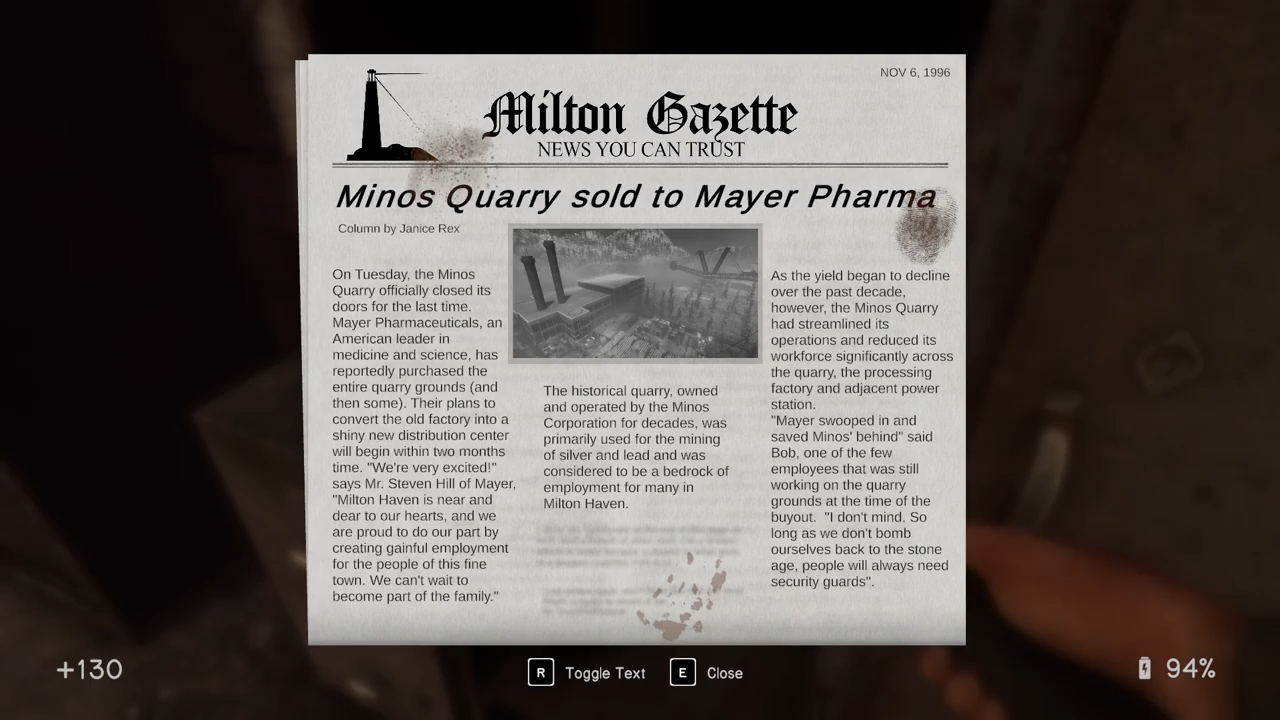 NOV 6, 1996
Milton Gazette
NEWS YOU CAN TRUST
Minos Quarry sold to Mayer Pharma
Column by Janice Rex
On Tuesday, the Minos
Quarry officially closed its
doors for the last time.
Mayer Pharmaceuticals, an
American leader in
medicine and science, has
reportedly purchased the
entire quarry grounds (and
then some). Their plans to
convert the old factory into a
shiny new distribution center
will begin within two months
time. "We're very excited!"
says Mr. Steven Hill of Mayer,
"Milton Haven is near and
dear to our hearts, and we
are proud to do our part by
creating gainful employment
for the people of this fine
town. We can't wait to
become part of the family."
The historical quarry, owned
and operated by the Minos
Corporation for decades, was
primarily used for the mining
of silver and lead and was
considered to be a bedrock of
employment for many in
Milton Haven.
As the yield began to decline
over the past decade,
however, the Minos Quarry
had streamlined its
operations and reduced its
workforce significantly across
the quarry, the processing
factory and adjacent power
station.
"Mayer swooped in and
saved Minos' behind" said
Bob, one of the few
employees that was still
working on the quarry
grounds at the time of the
buyout.  "I don't mind. So
long as we don't bomb
ourselves back to the stone
age, people will always need
security guards".
+130
R Toggle Text E Close
94%